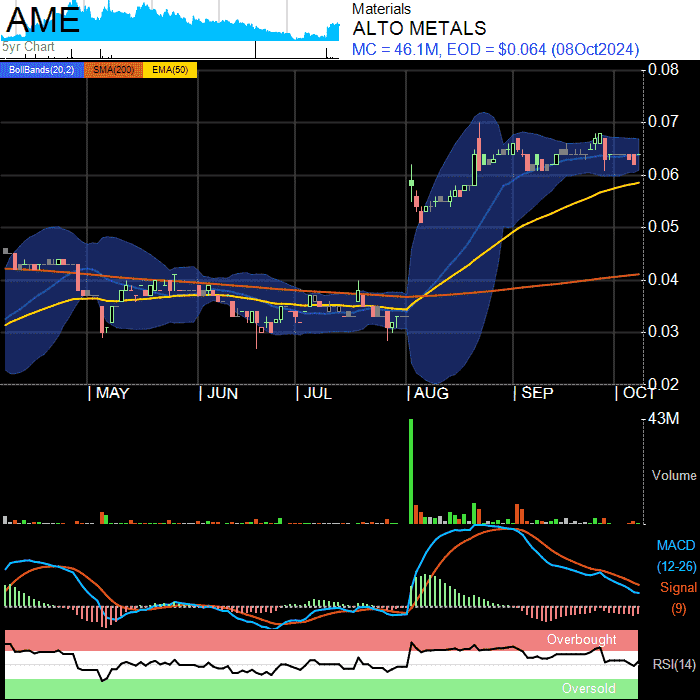 AME
5yr Chart
Materials
ALTO METALS
MC = 46.1M, EOD = $0.064 (08Oct2024)
BollBands(20,2) SMA(200) EMA(50)
0.08
0.07
0.06
0.05
0.04
0.03
0.02
| MAY | JUN | JUL | AUG | SEP | OCT
43M
Volume
MACD
(12-26)
Signal
(9)
Overbought
RSI(14)
Oversold